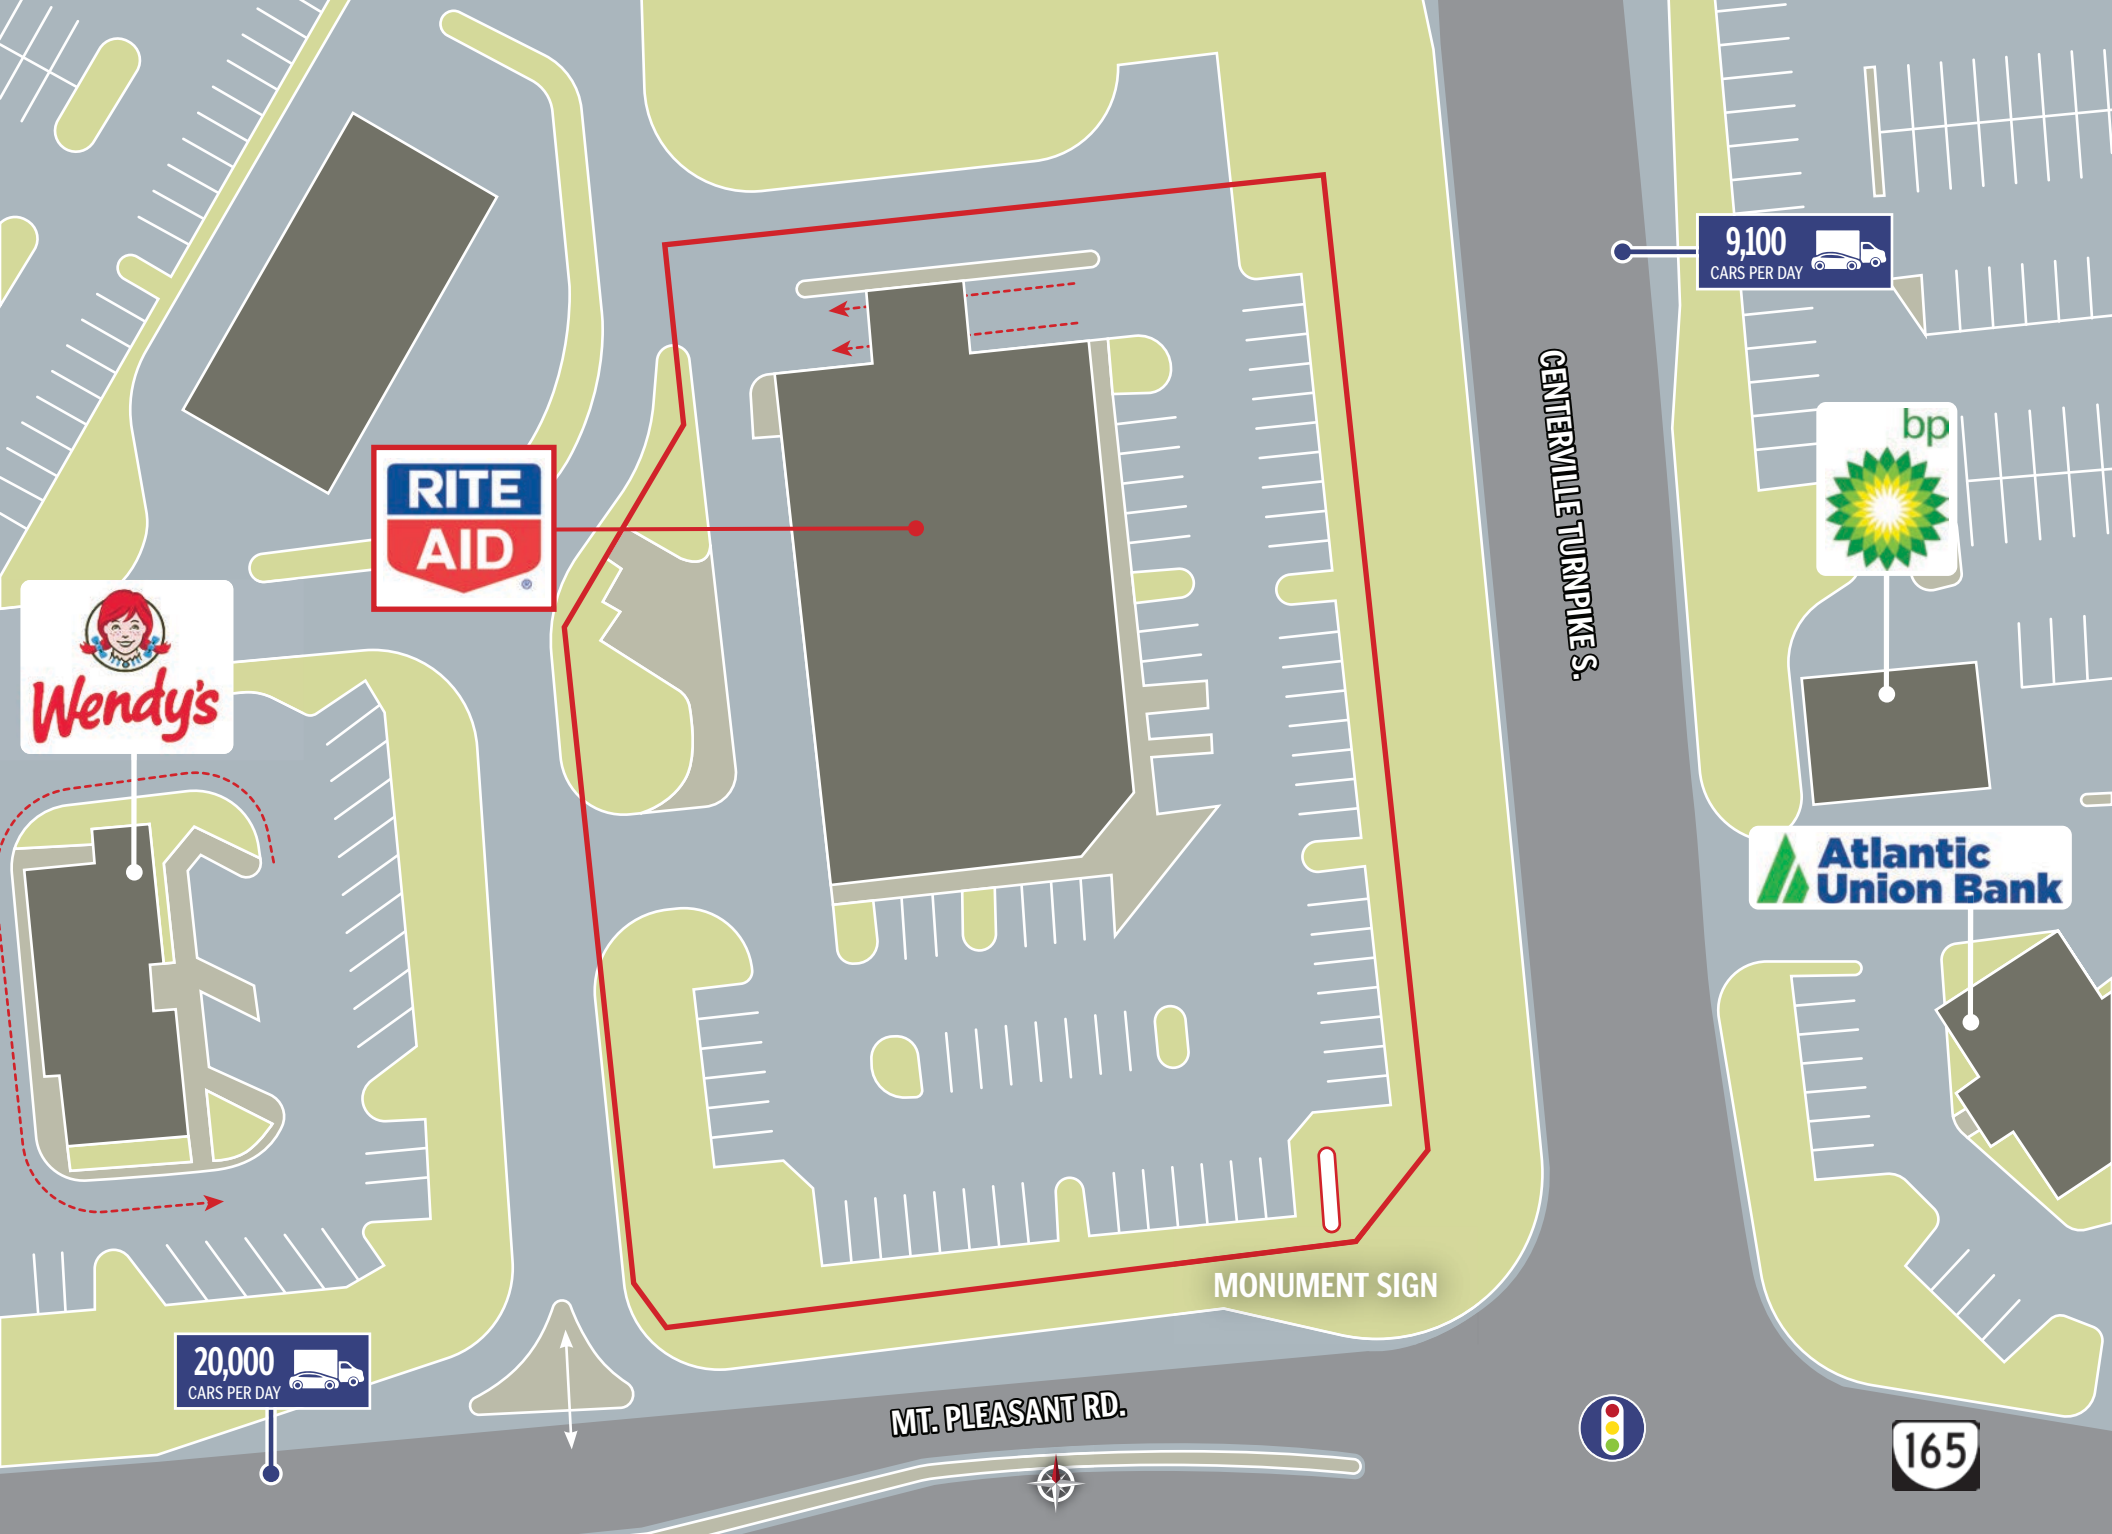 9,100
CARS PER DAY
CENTERVILLE TURNPIKE S.
bp
RITE
AID
®
Wendy's
Atlantic
Union Bank
MONUMENT SIGN
20,000
CARS PER DAY
MT. PLEASANT RD.
165